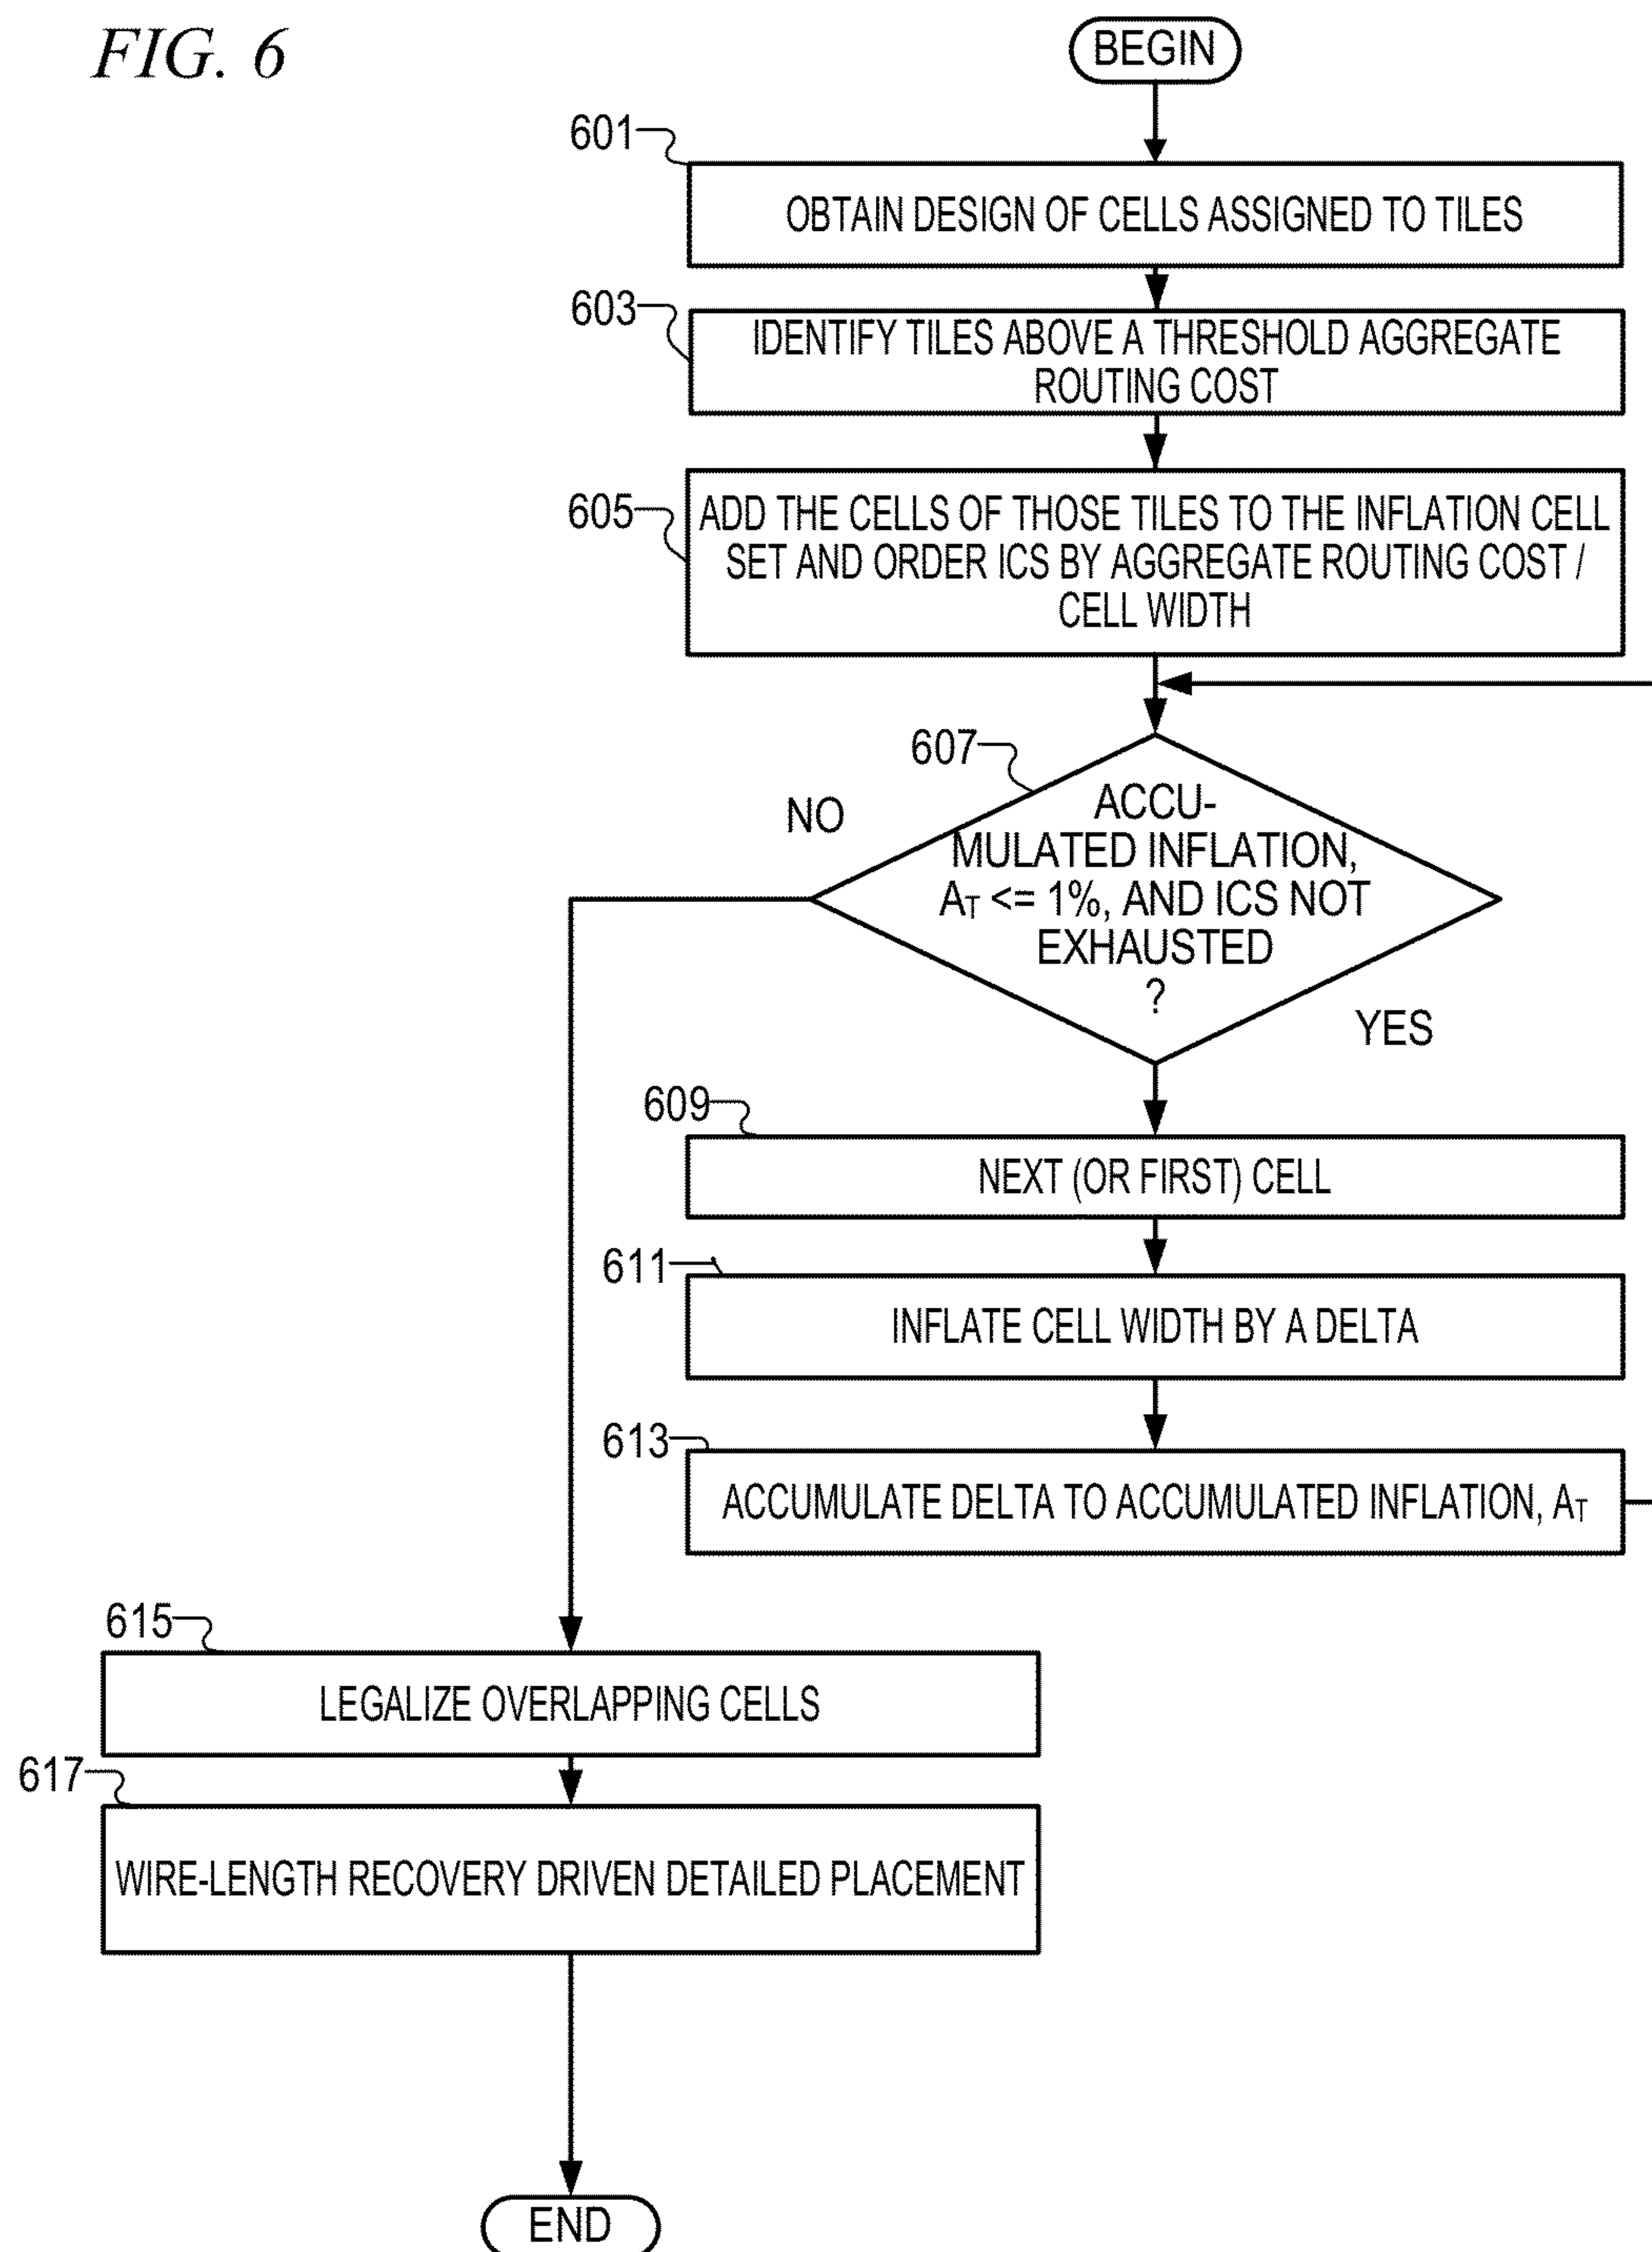 FIG. 6
BEGIN
601
OBTAIN DESIGN OF CELLS ASSIGNED TO TILES
603
IDENTIFY TILES ABOVE A THRESHOLD AGGREGATE
ROUTING COST
605
ADD THE CELLS OF THOSE TILES TO THE INFLATION CELL
SET AND ORDER ICS BY AGGREGATE ROUTING COST /
CELL WIDTH
607
NO
ACCU-
MULATED INFLATION,
AT <= 1%, AND ICS NOT
EXHAUSTED
?
YES
609
NEXT (OR FIRST) CELL
611
INFLATE CELL WIDTH BY A DELTA
613
ACCUMULATE DELTA TO ACCUMULATED INFLATION, AT
615
LEGALIZE OVERLAPPING CELLS
617
WIRE-LENGTH RECOVERY DRIVEN DETAILED PLACEMENT
END